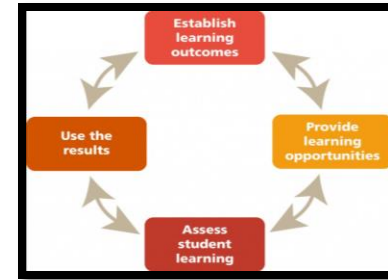 Establish
learning
outcomes
Provide
learning
opportunities
Assess
student
learning
Use the
results